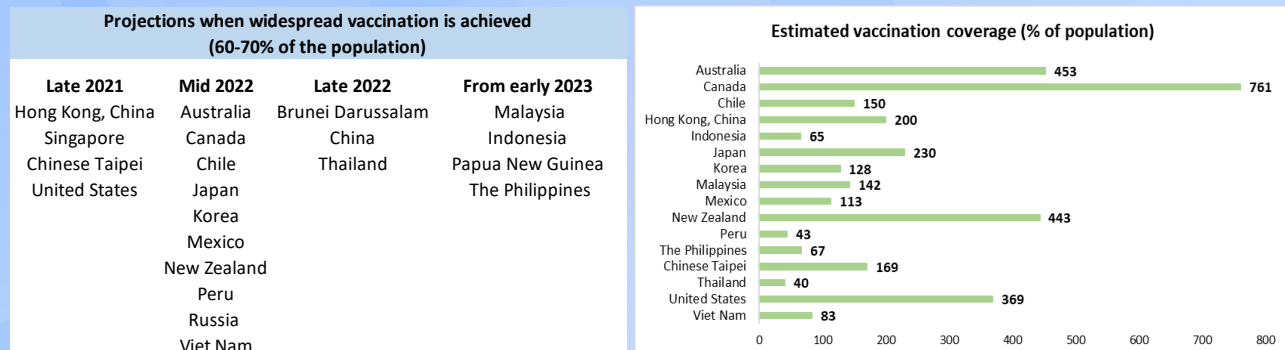 Projections when widespread vaccination is achieved
(60-70% of the population)
Late 2021 Mid 2022 Late 2022 From early 2023
Hong Kong, China Australia Brunei Darussalam Malaysia
Singapore Canada China Indonesia
Chinese Taipei Chile Thailand Papua New Guinea
United States Japan The Philippines
Korea
Mexico
New Zealand
Peru
Russia
Viet Nam
Estimated vaccination coverage (% of population)
Australia 453
Canada 761
Chile 150
Hong Kong, China 200
Indonesia 65
Japan 230
Korea 128
Malaysia 142
Mexico 113
New Zealand 443
Peru 43
The Philippines 67
Chinese Taipei 169
Thailand 40
United States 369
Viet Nam 83
0 100 200 300 400 500 600 700 800